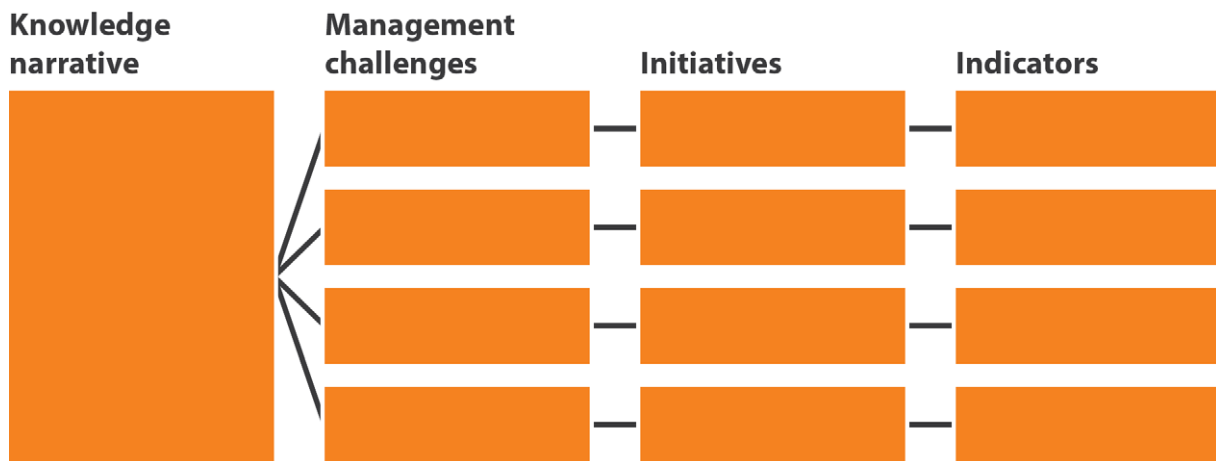 Knowledge
narrative
Management
challenges
Initiatives
Indicators